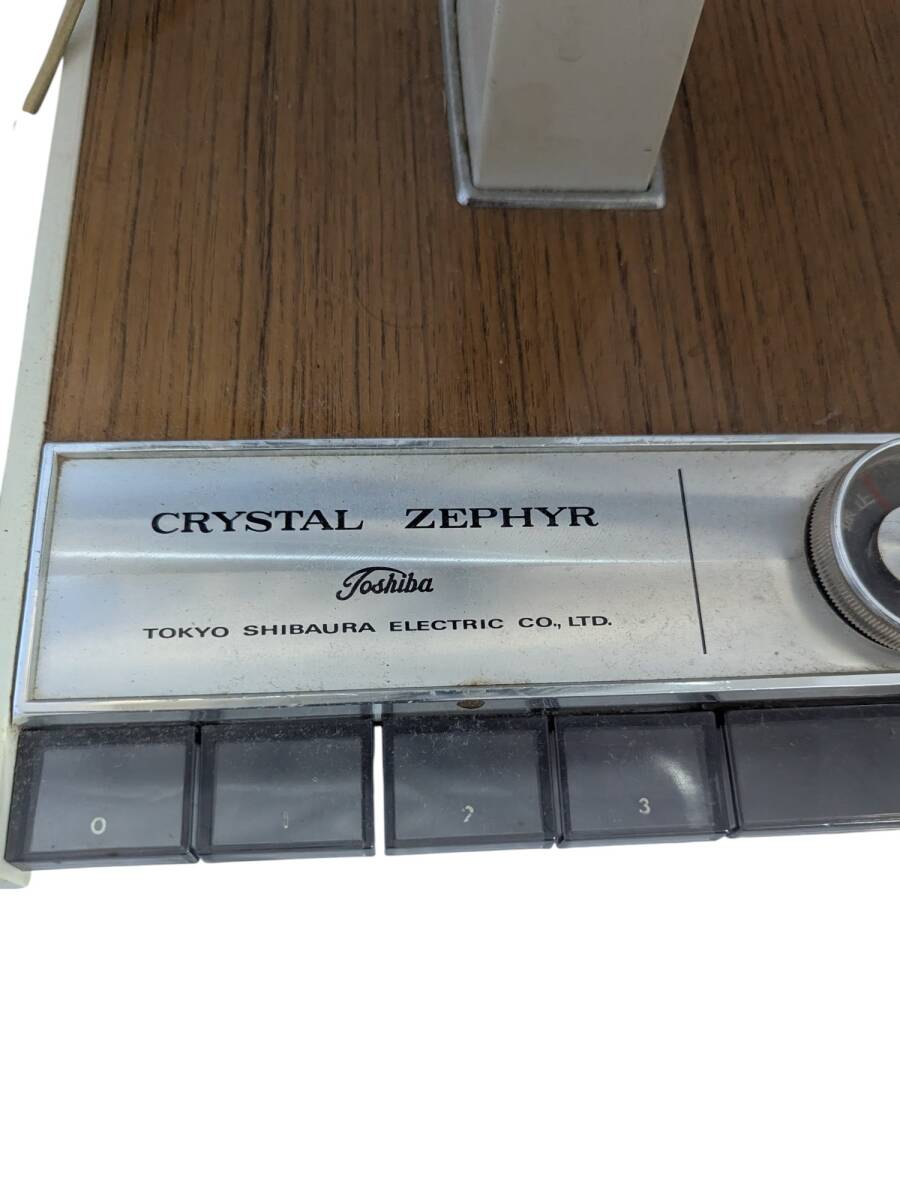 CRYSTAL ZEPHYR
Toshiba
TOKYO SHIBAURA ELECTRIC CO., LTD.
0 1 2 3